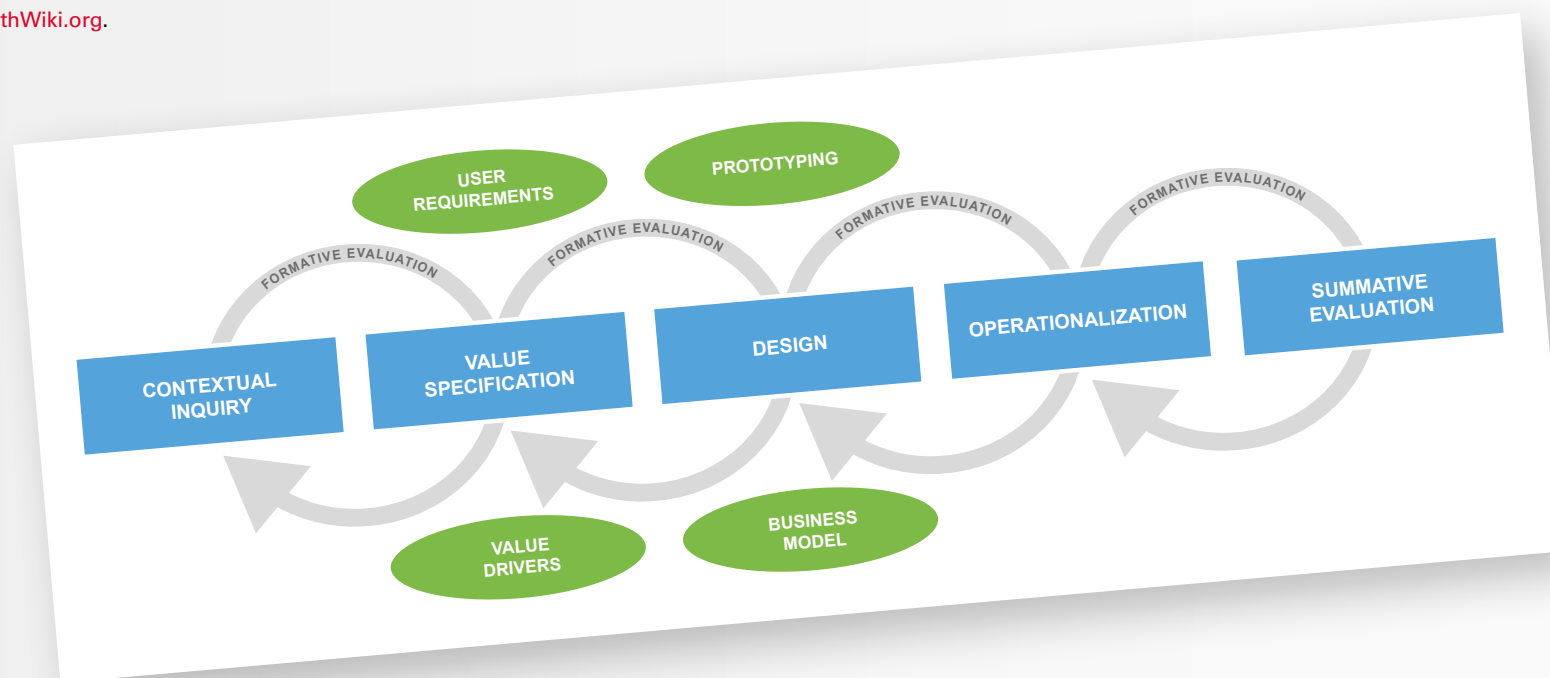 thWiki.org.
USER
REQUIREMENTS
PROTOTYPING
FORMATIVE EVALUATION
FORMATIVE EVALUATION
FORMATIVE EVALUATION
FORMATIVE EVALUATION
CONTEXTUAL
INQUIRY
VALUE
SPECIFICATION
DESIGN
OPERATIONALIZATION
SUMMATIVE
EVALUATION
VALUE
DRIVERS
BUSINESS
MODEL